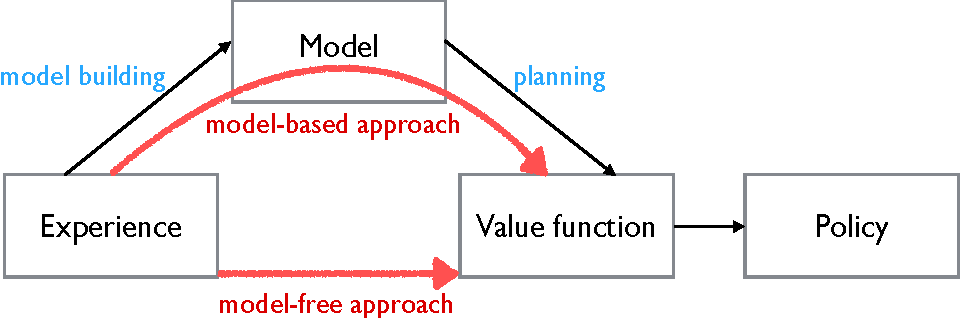 Model
model building
planning
model-based approach
Experience
Value function
Policy
model-free approach